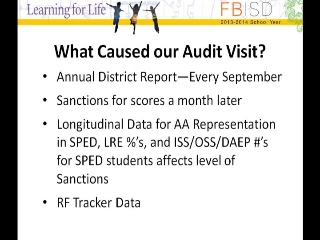 Learning for Life
FBISD
2013-2014 School Year
What Caused our Audit Visit?
• Annual District Report—Every September
• Sanctions for scores a month later
• Longitudinal Data for AA Representation
in SPED, LRE %'s, and ISS/OSS/DAEP #'s
for SPED students affects level of
Sanctions
• RF Tracker Data